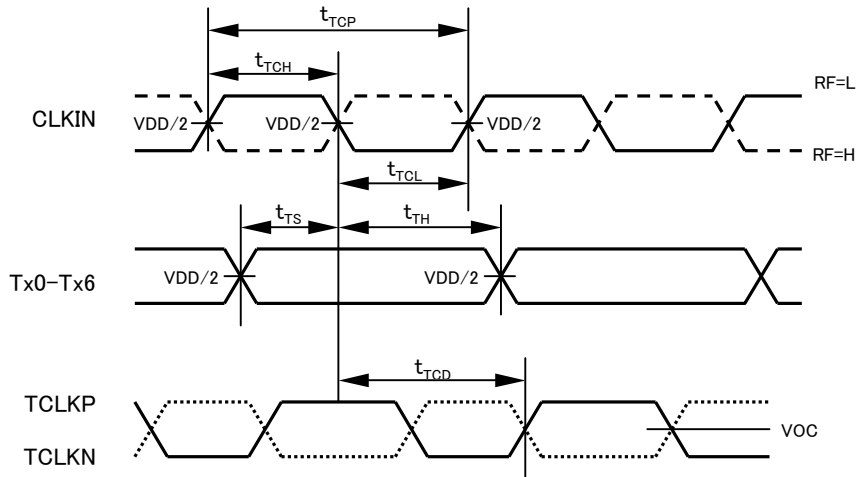 tTCP
tTCH
RF=L
CLKIN
VDD/2
VDD/2
VDD/2
RF=H
tTCL
tTS
tTH
Tx0-Tx6
VDD/2
VDD/2
tTCD
TCLKP
VOC
TCLKN